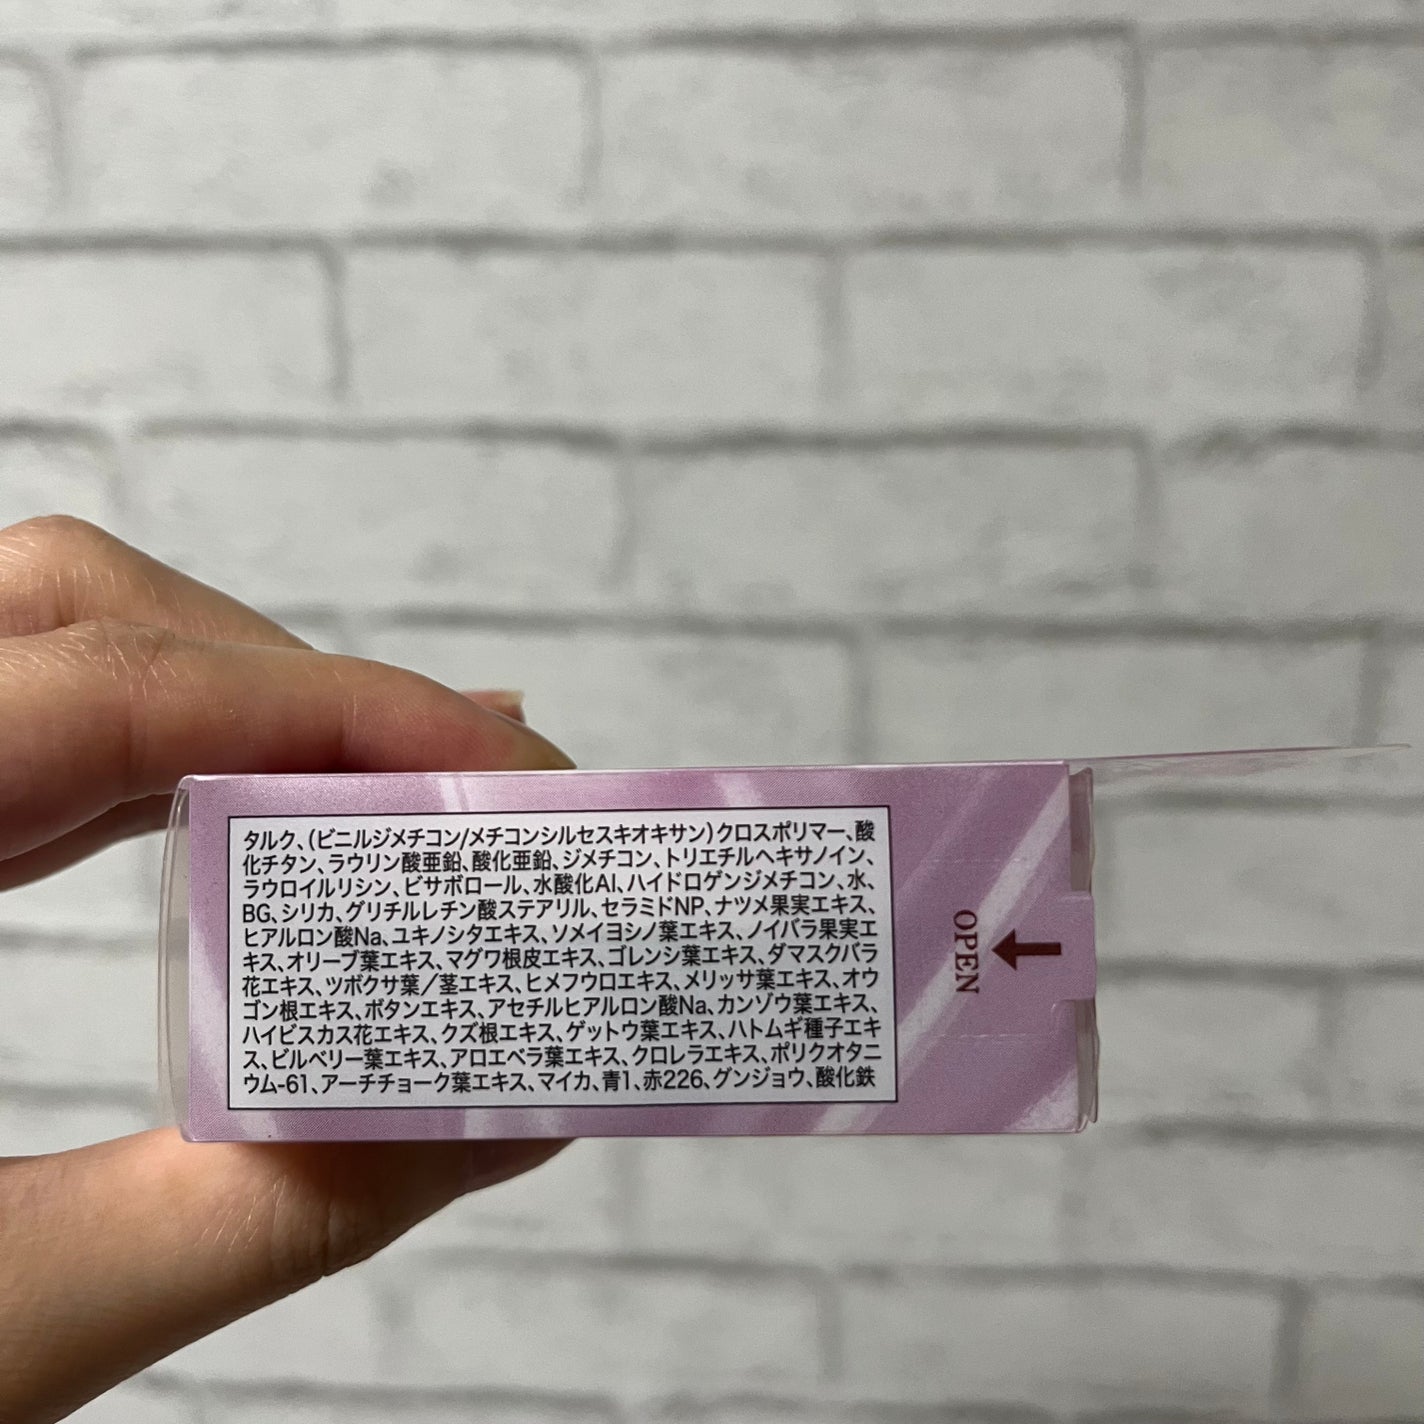 タルク、(ビニルジメチコン/メチコンシルセスキオキサン)クロスポリマー、酸
化チタン、ラウリン酸亜鉛、酸化亜鉛、ジメチコン、トリエチルヘキサノイン、
ラウロイルリシン、ビサボロール、水酸化Al、ハイドロゲンジメチコン、水、
BG、シリカ、グリチルレチン酸ステアリル、セラミドNP、ナツメ果実エキス、
ヒアルロン酸Na、ユキノシタエキス、ソメイヨシノ葉エキス、ノイバラ果実エ
キス、オリーブ葉エキス、マグワ根皮エキス、ゴレンシ葉エキス、ダマスクバラ
花エキス、ツボクサ葉/茎エキス、ヒメフウロエキス、メリッサ葉エキス、オウ
ゴン根エキス、ボタンエキス、アセチルヒアルロン酸Na、カンゾウ葉エキス、
ハイビスカス花エキス、クズ根エキス、ゲットウ葉エキス、ハトムギ種子エキ
ス、ビルベリー葉エキス、アロエベラ葉エキス、クロレラエキス、ポリクオタニ
ウム-61、アーチチョーク葉エキス、マイカ、青1、赤226、グンジョウ、酸化鉄
OPEN